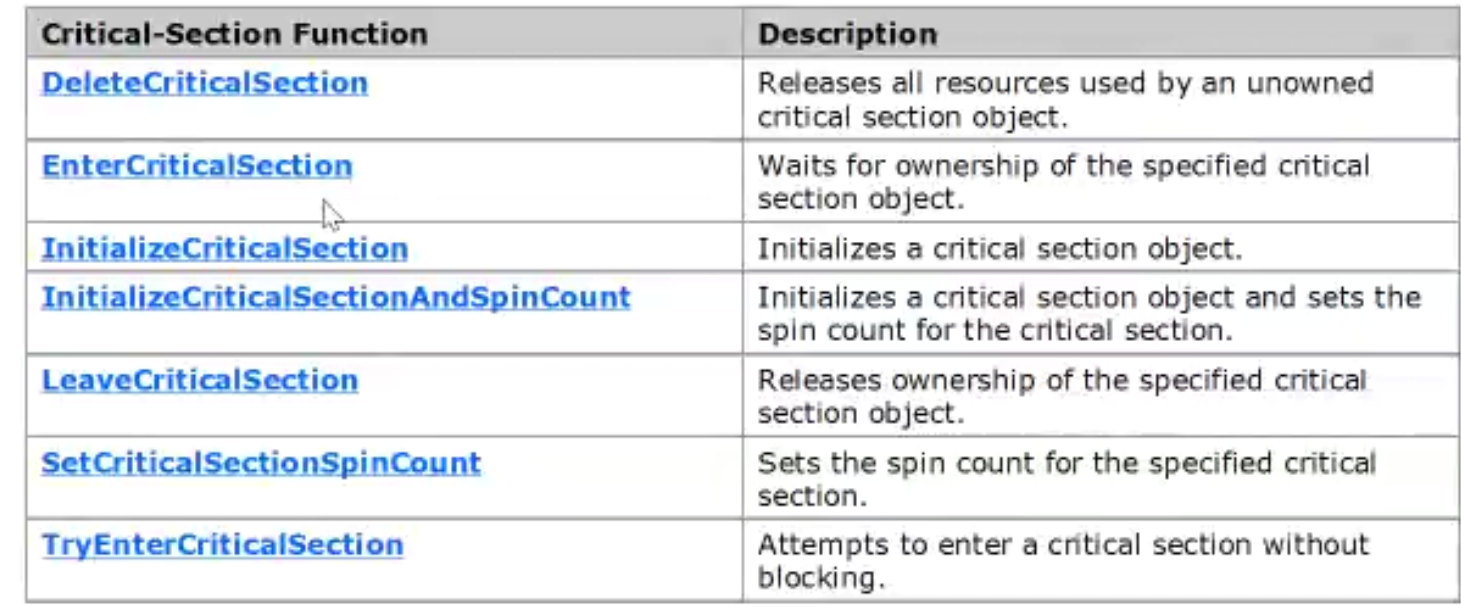 Critical-Section Function Description
DeleteCriticalSection Releases all resources used by an unowned
critical section object.
EnterCriticalSection Waits for ownership of the specified critical
section object.
InitializeCriticalSection Initializes a critical section object.
InitializeCriticalSectionAndSpinCount Initializes a critical section object and sets the
spin count for the critical section.
LeaveCriticalSection Releases ownership of the specified critical
section object.
SetCriticalSectionSpinCount Sets the spin count for the specified critical
section.
TryEnterCriticalSection Attempts to enter a critical section without
blocking.